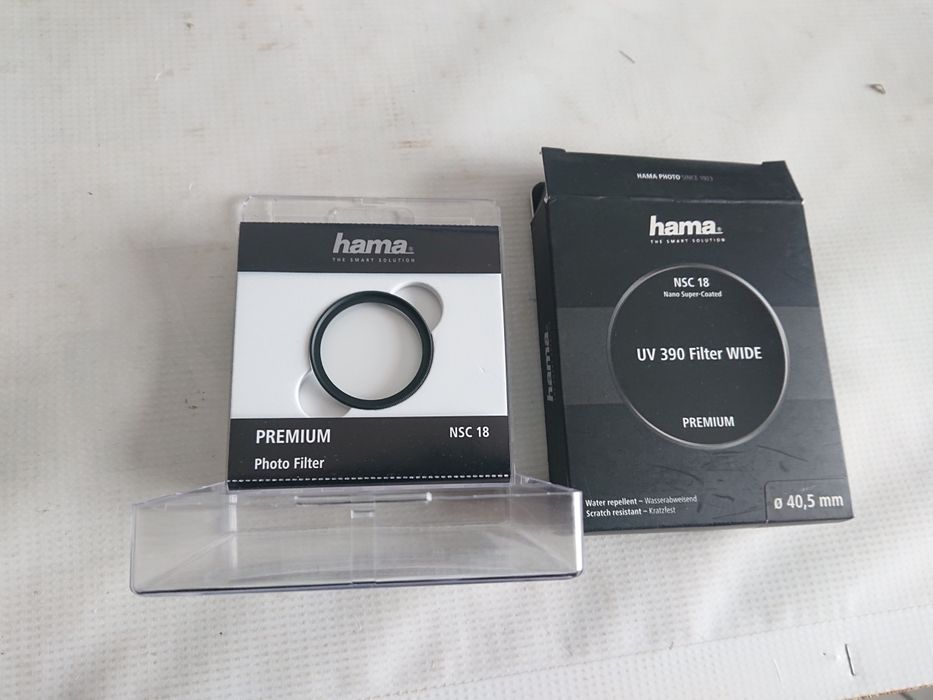 hama
THE SMART SOLUTION
PREMIUM
NSC 18
Photo Filter
HAMA PHOTO SINCE 1923
hama
THE SMART SOLUTION
NSC 18
Nano Super-Coated
UV 390 Filter WIDE
PREMIUM
Water repellent – Wasserabweisend
Scratch resistant – Kratzfest
ø 40,5 mm
hama